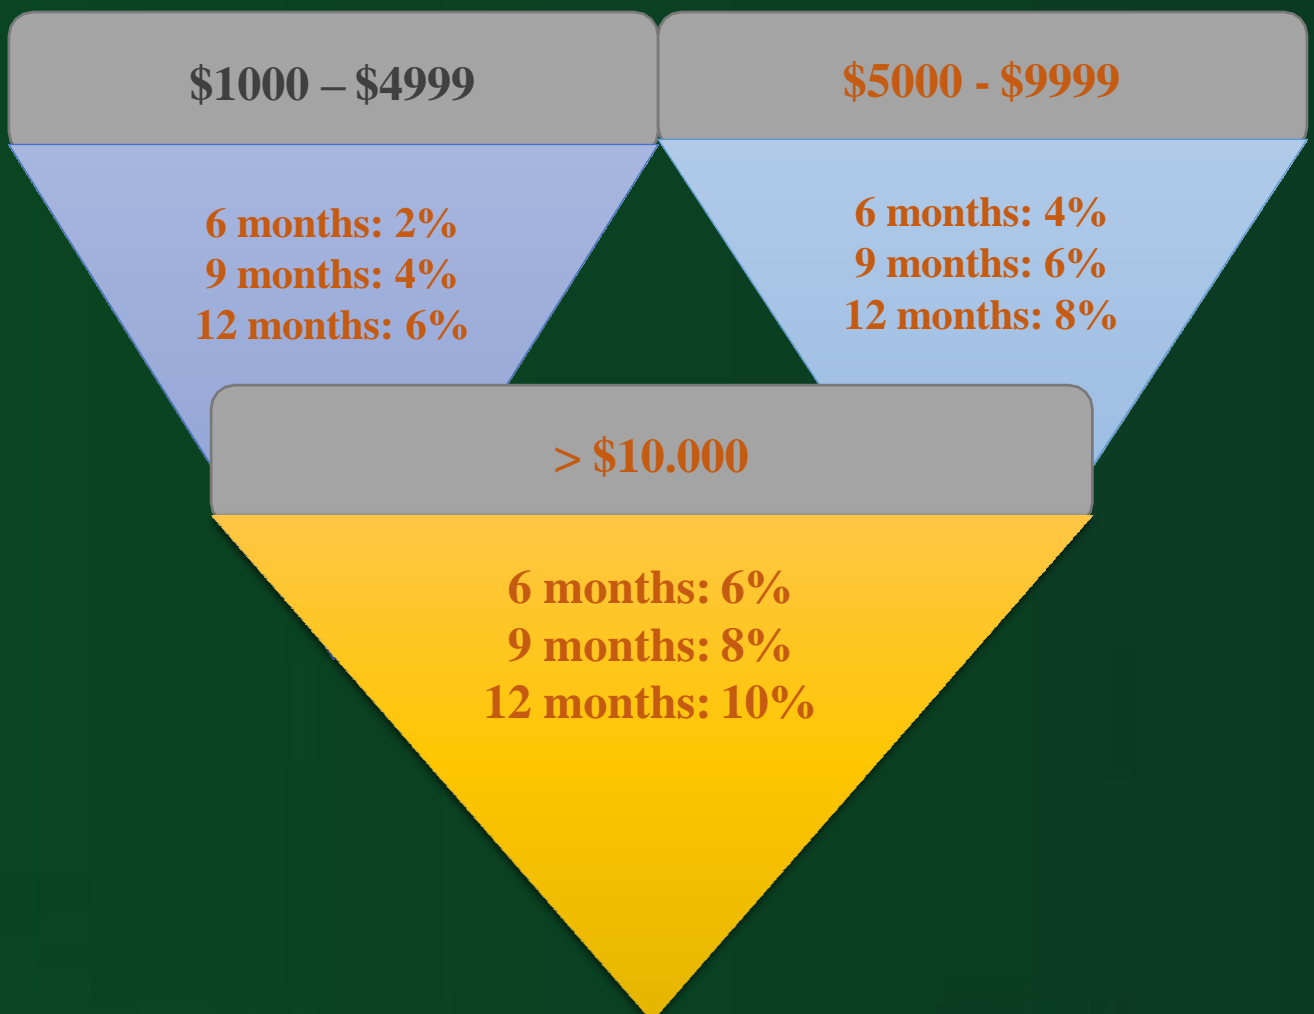 $1000 – $4999
6 months: 2%
9 months: 4%
12 months: 6%
$5000 - $9999
6 months: 4%
9 months: 6%
12 months: 8%
> $10.000
6 months: 6%
9 months: 8%
12 months: 10%